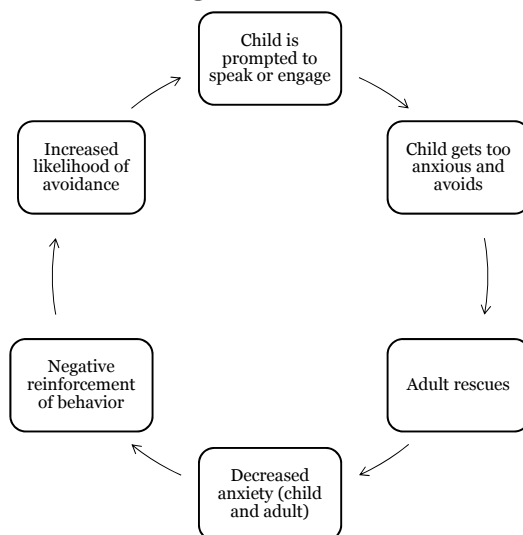 Child is
prompted to
speak or engage
Child gets too
anxious and
avoids
Adult rescues
Decreased
anxiety (child
and adult)
Negative
reinforcement
of behavior
Increased
likelihood of
avoidance